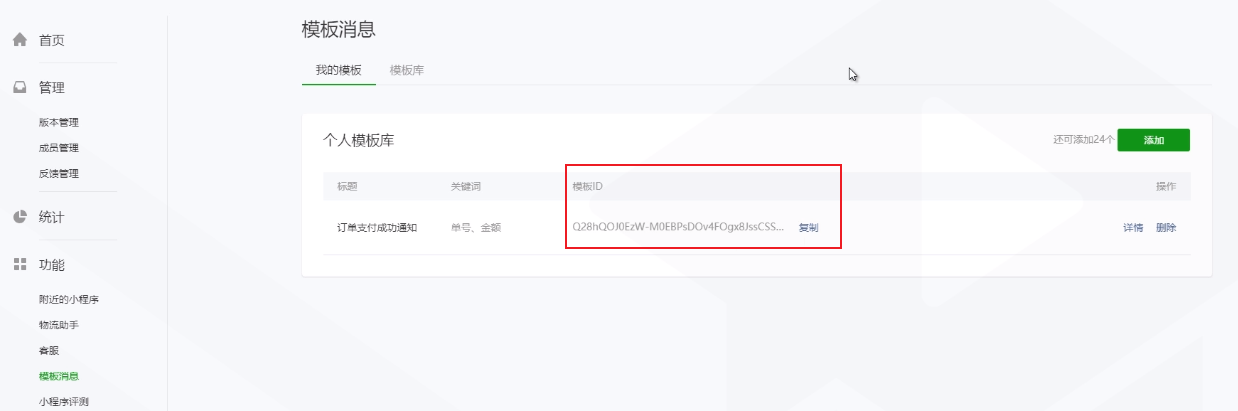 首页
管理
版本管理
成员管理
反馈管理
统计
功能
附近的小程序
物流助手
客服
模板消息
小程序评测
模板消息
我的模板 模板库
个人模板库 还可添加24个 添加
标题 关键词 模板ID 操作
订单支付成功通知 单号、金额 Q28hQOJ0EzW-M0EBPsDOv4FOgx8JssCSS... 复制 详情 删除